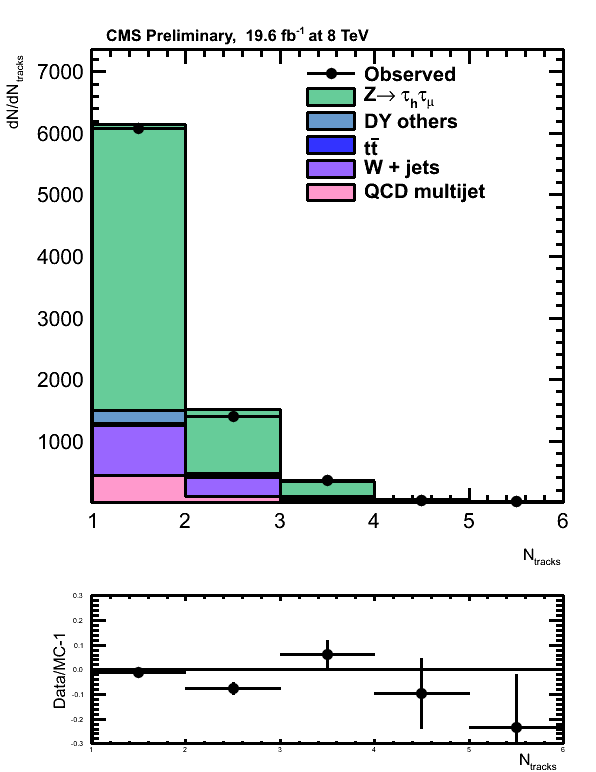 CMS Preliminary, 19.6 fb⁻¹ at 8 TeV
dN/dN_tracks
7000
6000
5000
4000
3000
2000
1000
Observed
Z→ τ_h τ_μ
DY others
tt̄
W + jets
QCD multijet
1 2 3 4 5 6
N_tracks
Data/MC-1
0.3
0.2
0.1
0.0
-0.1
-0.2
-0.3
1 2 3 4 5 6
N_tracks